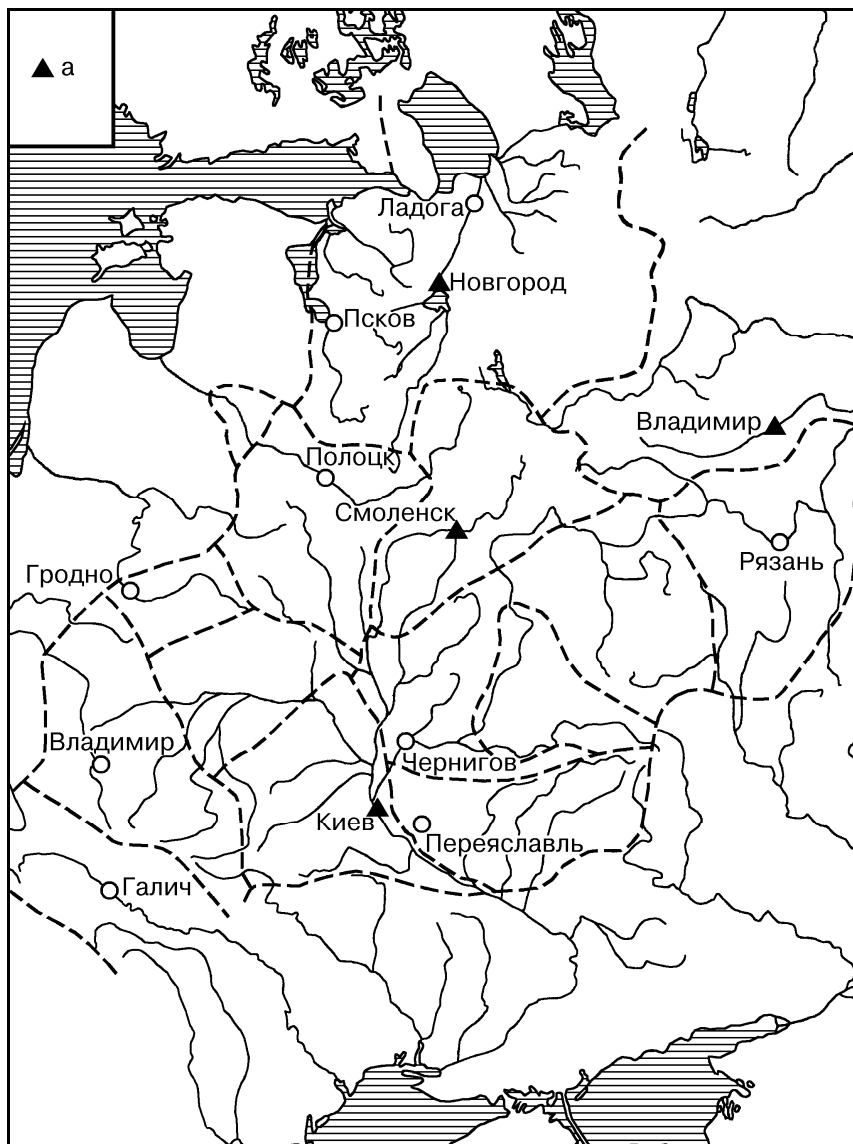 а
Ладога
Новгород
Псков
Владимир
Полоцк
Смоленск
Рязань
Гродно
Владимир
Чернигов
Киев
Переяславль
Галич